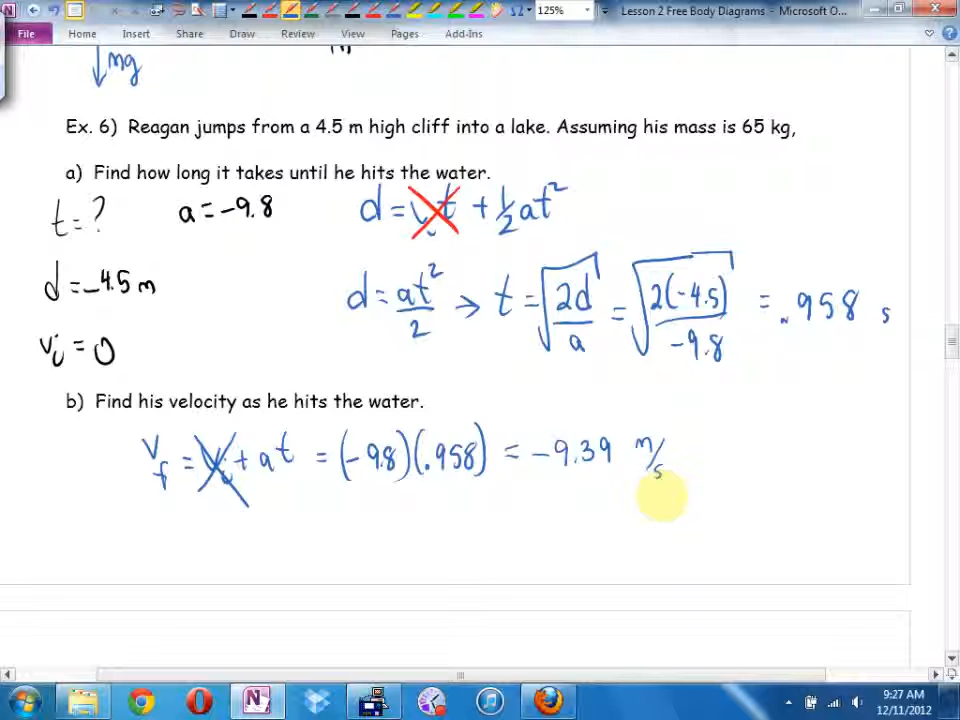 125%
Lesson 2 Free Body Diagrams - Microsoft O...
File Home Insert Share Draw Review View Pages Add-Ins
mg
Ex. 6) Reagan jumps from a 4.5 m high cliff into a lake. Assuming his mass is 65 kg,
a) Find how long it takes until he hits the water.
t = ? a = -9.8 d = vᵢt + ½at²
d = -4.5 m d = at²/2 → t = √(2d/a) = √(2(-4.5)/-9.8) = .958 s
vᵢ = 0
b) Find his velocity as he hits the water.
v_f = vᵢ + at = (-9.8)(.958) = -9.39 m/s
9:27 AM
12/11/2012